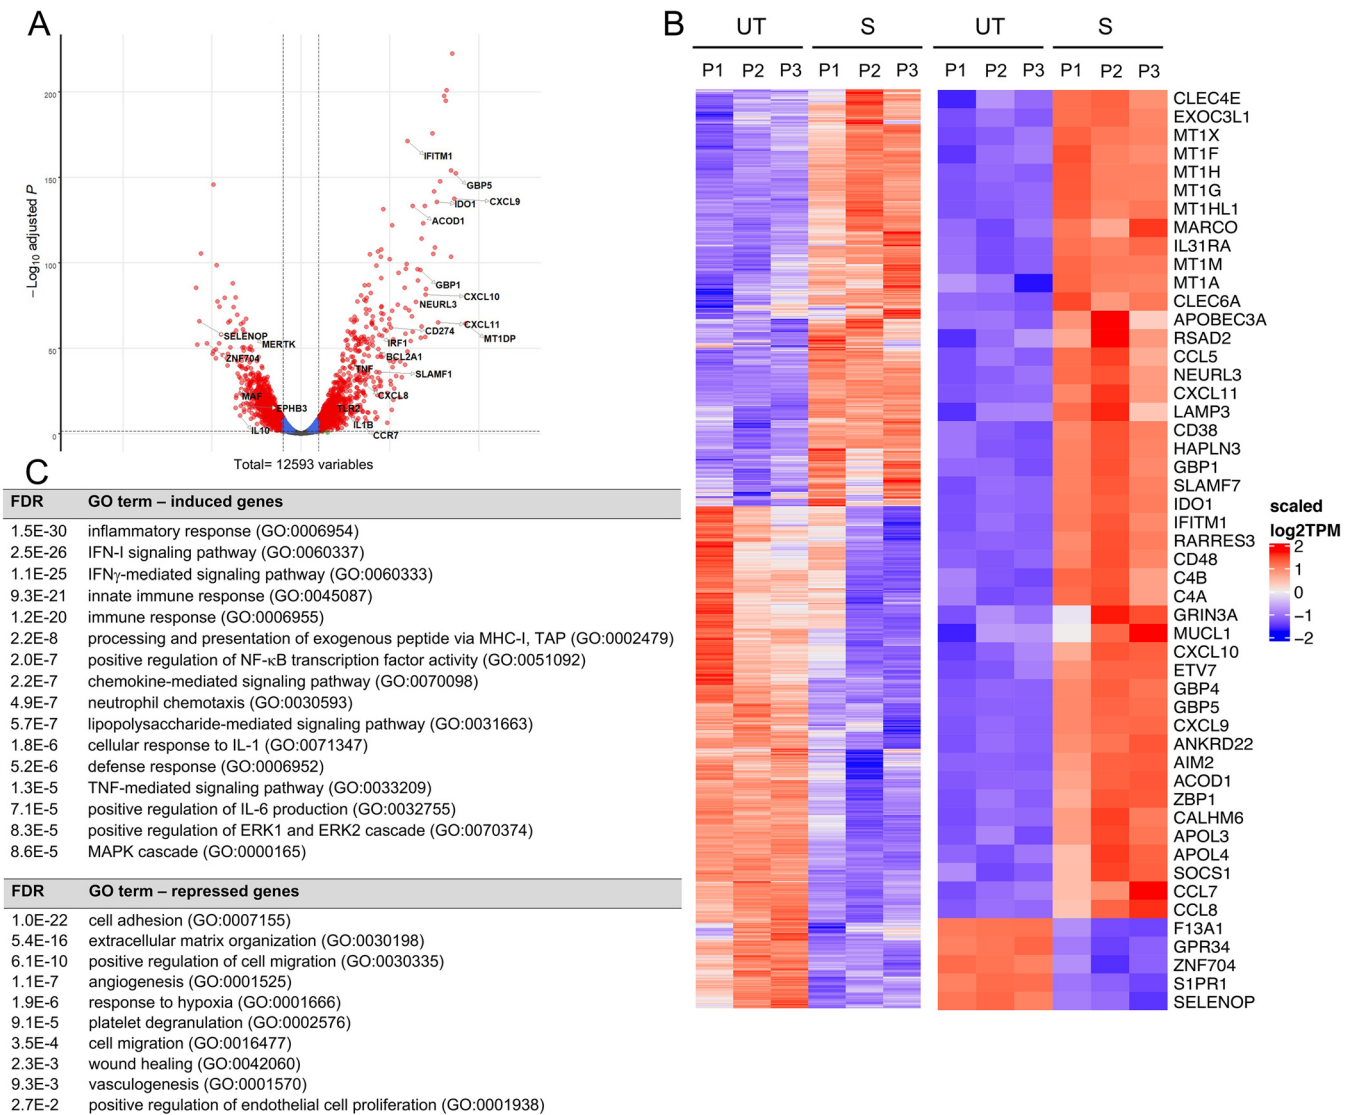 A
− Log10 adjusted P
200
150
100
50
0
IFITM1
GBP5
IDO1
CXCL9
ACOD1
GBP1
CXCL10
NEURL3
CXCL11
CD274
MT1DP
IRF1
BCL2A1
TNF
SLAMF1
CXCL8
TLR2
IL1B
CCR7
SELENOP
MERTK
ZNF704
MAF
EPHB3
IL10
Total= 12593 variables
B
UT S UT S
P1 P2 P3 P1 P2 P3 P1 P2 P3 P1 P2 P3
CLEC4E
EXOC3L1
MT1X
MT1F
MT1H
MT1G
MT1HL1
MARCO
IL31RA
MT1M
MT1A
CLEC6A
APOBEC3A
RSAD2
CCL5
NEURL3
CXCL11
LAMP3
CD38
HAPLN3
GBP1
SLAMF7
IDO1
IFITM1
RARRES3
CD48
C4B
C4A
GRIN3A
MUCL1
CXCL10
ETV7
GBP4
GBP5
CXCL9
ANKRD22
AIM2
ACOD1
ZBP1
CALHM6
APOL3
APOL4
SOCS1
CCL7
CCL8
F13A1
GPR34
ZNF704
S1PR1
SELENOP
scaled
log2TPM
2
1
0
−1
−2
C
FDR GO term – induced genes
1.5E-30 inflammatory response (GO:0006954)
2.5E-26 IFN-I signaling pathway (GO:0060337)
1.1E-25 IFNγ-mediated signaling pathway (GO:0060333)
9.3E-21 innate immune response (GO:0045087)
1.2E-20 immune response (GO:0006955)
2.2E-8 processing and presentation of exogenous peptide via MHC-I, TAP (GO:0002479)
2.0E-7 positive regulation of NF-κB transcription factor activity (GO:0051092)
2.2E-7 chemokine-mediated signaling pathway (GO:0070098)
4.9E-7 neutrophil chemotaxis (GO:0030593)
5.7E-7 lipopolysaccharide-mediated signaling pathway (GO:0031663)
1.8E-6 cellular response to IL-1 (GO:0071347)
5.2E-6 defense response (GO:0006952)
1.3E-5 TNF-mediated signaling pathway (GO:0033209)
7.1E-5 positive regulation of IL-6 production (GO:0032755)
8.3E-5 positive regulation of ERK1 and ERK2 cascade (GO:0070374)
8.6E-5 MAPK cascade (GO:0000165)
FDR GO term – repressed genes
1.0E-22 cell adhesion (GO:0007155)
5.4E-16 extracellular matrix organization (GO:0030198)
6.1E-10 positive regulation of cell migration (GO:0030335)
1.1E-7 angiogenesis (GO:0001525)
1.9E-6 response to hypoxia (GO:0001666)
9.1E-5 platelet degranulation (GO:0002576)
3.5E-4 cell migration (GO:0016477)
2.3E-3 wound healing (GO:0042060)
9.3E-3 vasculogenesis (GO:0001570)
2.7E-2 positive regulation of endothelial cell proliferation (GO:0001938)